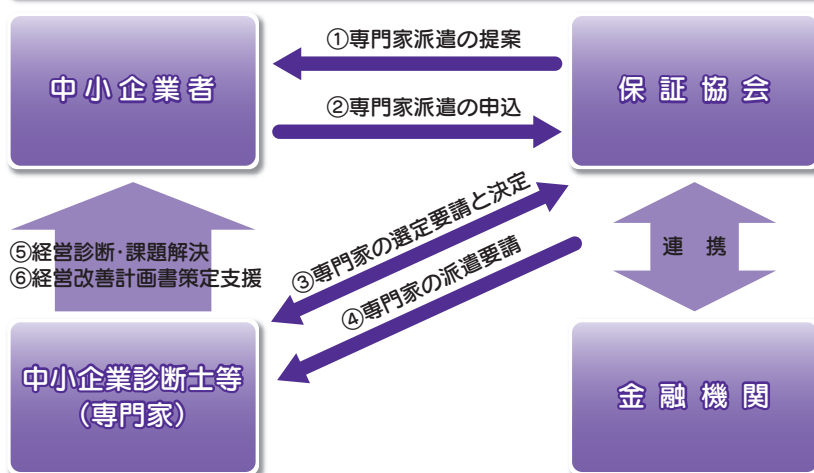 ①専門家派遣の提案
中小企業者
保証協会
②専門家派遣の申込
③専門家の選定要請と決定
④専門家の派遣要請
連携
⑤経営診断･課題解決
⑥経営改善計画書策定支援
中小企業診断士等
（専門家）
金融機関